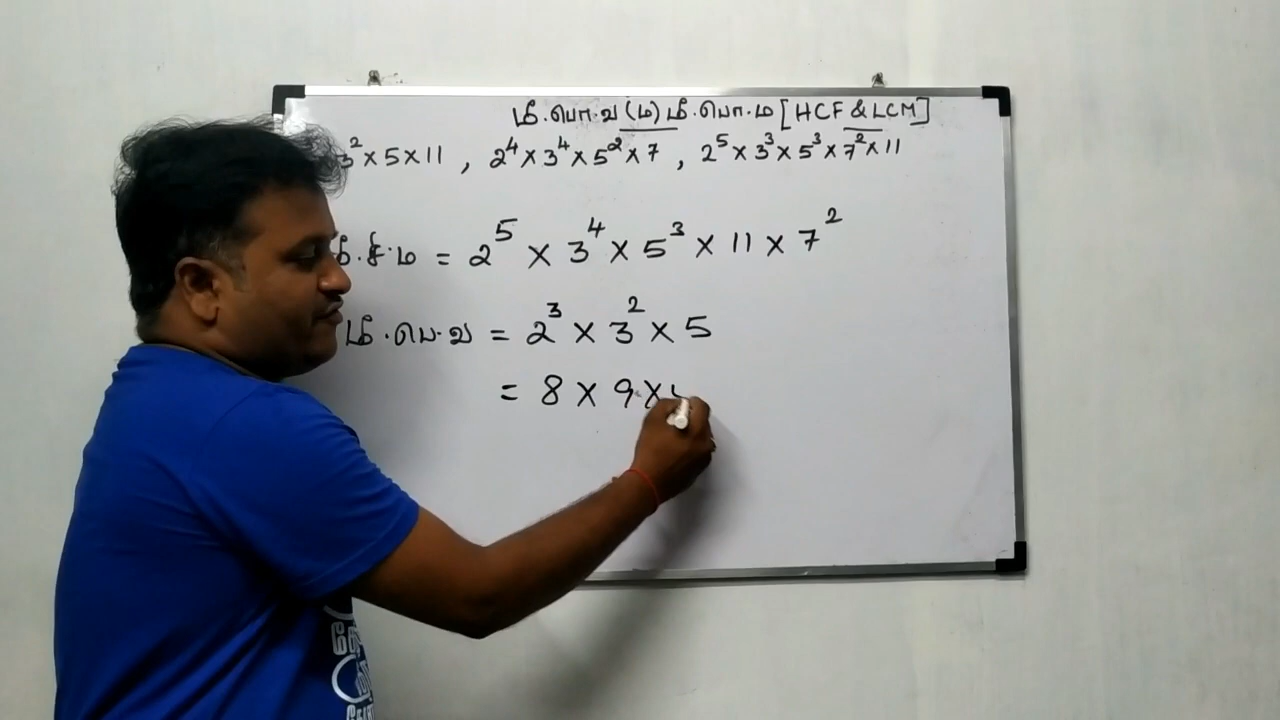 மீ.பொ.வ (ம) மீ.பொ.ம [HCF & LCM]
3² × 5 × 11 , 2⁴ × 3⁴ × 5² × 7 , 2⁵ × 3³ × 5³ × 7² × 11
மீ.சி.ம = 2⁵ × 3⁴ × 5³ × 11 × 7²
மீ.பெ.வ = 2³ × 3² × 5
= 8 × 9 ×